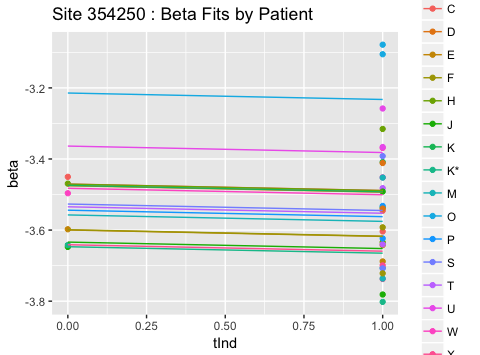 Site 354250 : Beta Fits by Patient
beta
-3.2
-3.4
-3.6
-3.8
0.00 0.25 0.50 0.75 1.00
tInd
C
D
E
F
H
J
K
K*
M
O
P
S
T
U
W